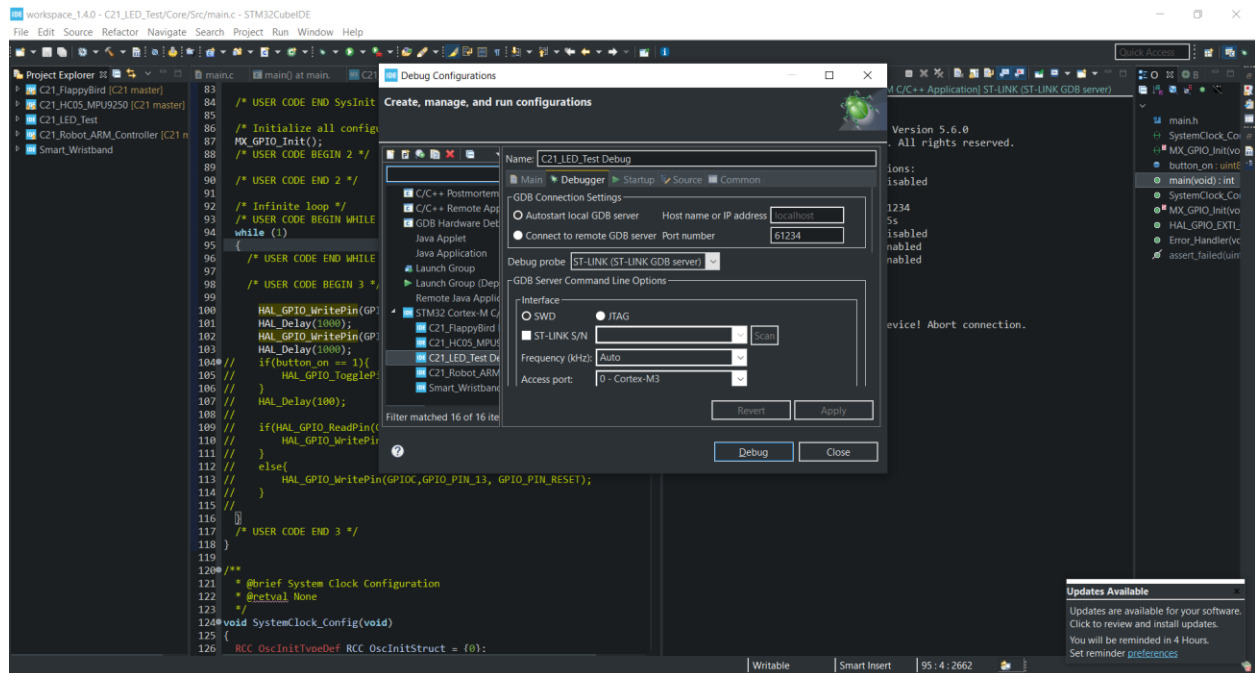 workspace_1.4.0 - C21_LED_Test/Core/Src/main.c - STM32CubeIDE
File Edit Source Refactor Navigate Search Project Run Window Help
Quick Access
Project Explorer
C21_FlappyBird [C21 master]
C21_HC05_MPU9250 [C21 master]
C21_LED_Test
C21_Robot_ARM_Controller [C21 n
Smart_Wristband
main.c
main() at main.
C21
83
84 /* USER CODE END SysInit
85
86 /* Initialize all configu
87 MX_GPIO_Init();
88 /* USER CODE BEGIN 2 */
89
90 /* USER CODE END 2 */
91
92 /* Infinite loop */
93 /* USER CODE BEGIN WHILE
94 while (1)
95 {
96 /* USER CODE END WHILE
97
98 /* USER CODE BEGIN 3 */
99
100 HAL_GPIO_WritePin(GPI
101 HAL_Delay(1000);
102 HAL_GPIO_WritePin(GPI
103 HAL_Delay(1000);
104 // if(button_on == 1){
105 // HAL_GPIO_TogglePi
106 // }
107 // HAL_Delay(100);
108 //
109 // if(HAL_GPIO_ReadPin(
110 // HAL_GPIO_WritePin
111 // }
112 // else{
113 // HAL_GPIO_WritePin(GPIOC,GPIO_PIN_13, GPIO_PIN_RESET);
114 // }
115 //
116 }
117 /* USER CODE END 3 */
118 }
119
120 /**
121 * @brief System Clock Configuration
122 * @retval None
123 */
124 void SystemClock_Config(void)
125 {
126 RCC_OscInitTypeDef RCC_OscInitStruct = {0};
Debug Configurations
Create, manage, and run configurations
C/C++ Postmortem
C/C++ Remote App
GDB Hardware Deb
Java Applet
Java Application
Launch Group
Launch Group (Dep
Remote Java Applic
STM32 Cortex-M C/
C21_FlappyBird
C21_HC05_MPU9
C21_LED_Test De
C21_Robot_ARM
Smart_Wristband
Filter matched 16 of 16 ite
Name: C21_LED_Test Debug
Main Debugger Startup Source Common
GDB Connection Settings
Autostart local GDB server Host name or IP address localhost
Connect to remote GDB server Port number 61234
Debug probe ST-LINK (ST-LINK GDB server)
GDB Server Command Line Options
Interface
SWD JTAG
ST-LINK S/N Scan
Frequency (kHz): Auto
Access port: 0 - Cortex-M3
Revert Apply
Debug Close
M C/C++ Application] ST-LINK (ST-LINK GDB server)
Version 5.6.0
. All rights reserved.
ions:
isabled
1234
5s
isabled
nabled
nabled
evice! Abort connection.
main.h
SystemClock_Co
MX_GPIO_Init(vo
button_on : uint8
main(void) : int
SystemClock_Co
MX_GPIO_Init(vo
HAL_GPIO_EXTI_
Error_Handler(vo
assert_failed(uin
Updates Available
Updates are available for your software.
Click to review and install updates.
You will be reminded in 4 Hours.
Set reminder preferences
Writable
Smart Insert
95 : 4 : 2662